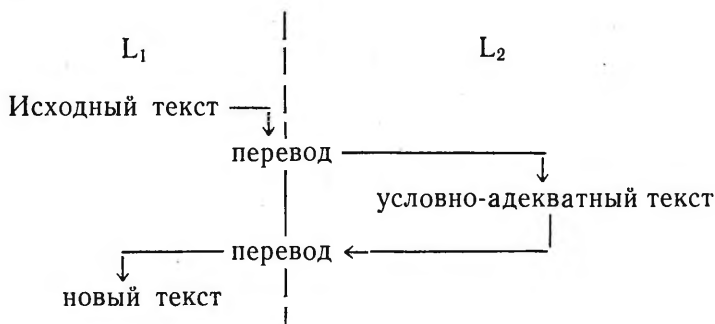 L₁ L₂
Исходный текст
перевод
условно-адекватный текст
перевод
новый текст